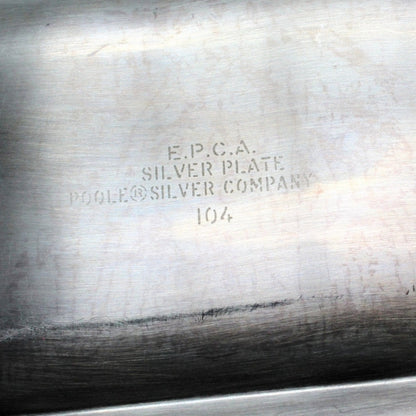 E.P.C.A.
SILVER PLATE
POOLE®SILVER COMPANY
104